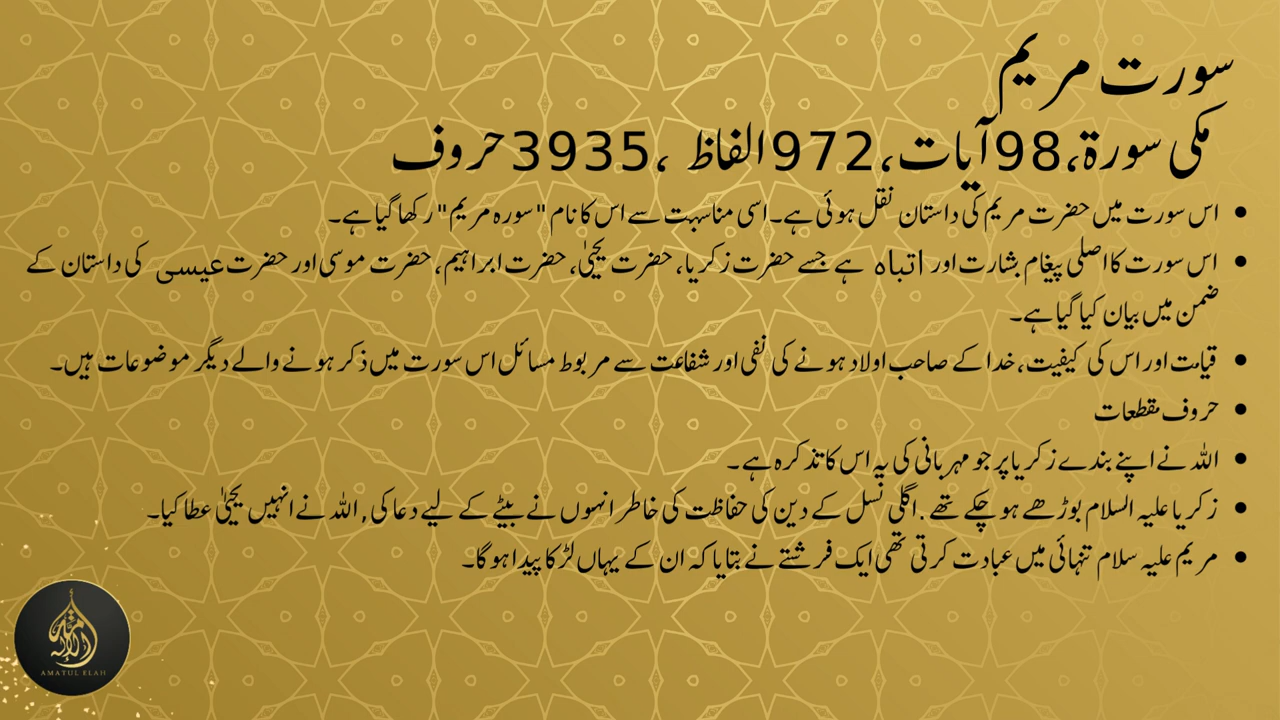 سورت مریم
مکی سورۃ،98آیات،972الفاظ ،3935حروف
اس سورت میں حضرت مریم کی داستان نقل ہوئی ہے۔اسی مناسبت سے اس کا نام "سورہ مریم" رکھا گیا ہے۔
اس سورت کا اصلی پیغام بشارت اور اتباہ ہے جسے حضرت زکریا، حضرت یحییٰ، حضرت ابراہیم، حضرت موسی اور حضرت عیسی کی داستان کے
ضمن میں بیان کیا گیا ہے۔
قیامت اور اس کی کیفیت، خدا کے صاحب اولاد ہونے کی نفی اور شفاعت سے مربوط مسائل اس سورت میں ذکر ہونے والے دیگر موضوعات ہیں۔
حروف مقطعات
اللہ نے اپنے بندے زکریا پر جو مہربانی کی یہ اس کا تذکرہ ہے۔
زکریا علیہ السلام بوڑھے ہو چکے تھے .اگلی نسل کے دین کی حفاظت کی خاطر انہوں نے بیٹے کے لیے دعا کی , اللہ نے انہیں یحییٰ عطا کیا۔
مریم علیہ سلام تنہائی میں عبادت کرتی تھی ایک فرشتے نے بتایا کہ ان کے یہاں لڑکا پیدا ہوگا۔
AMATUL ELAH